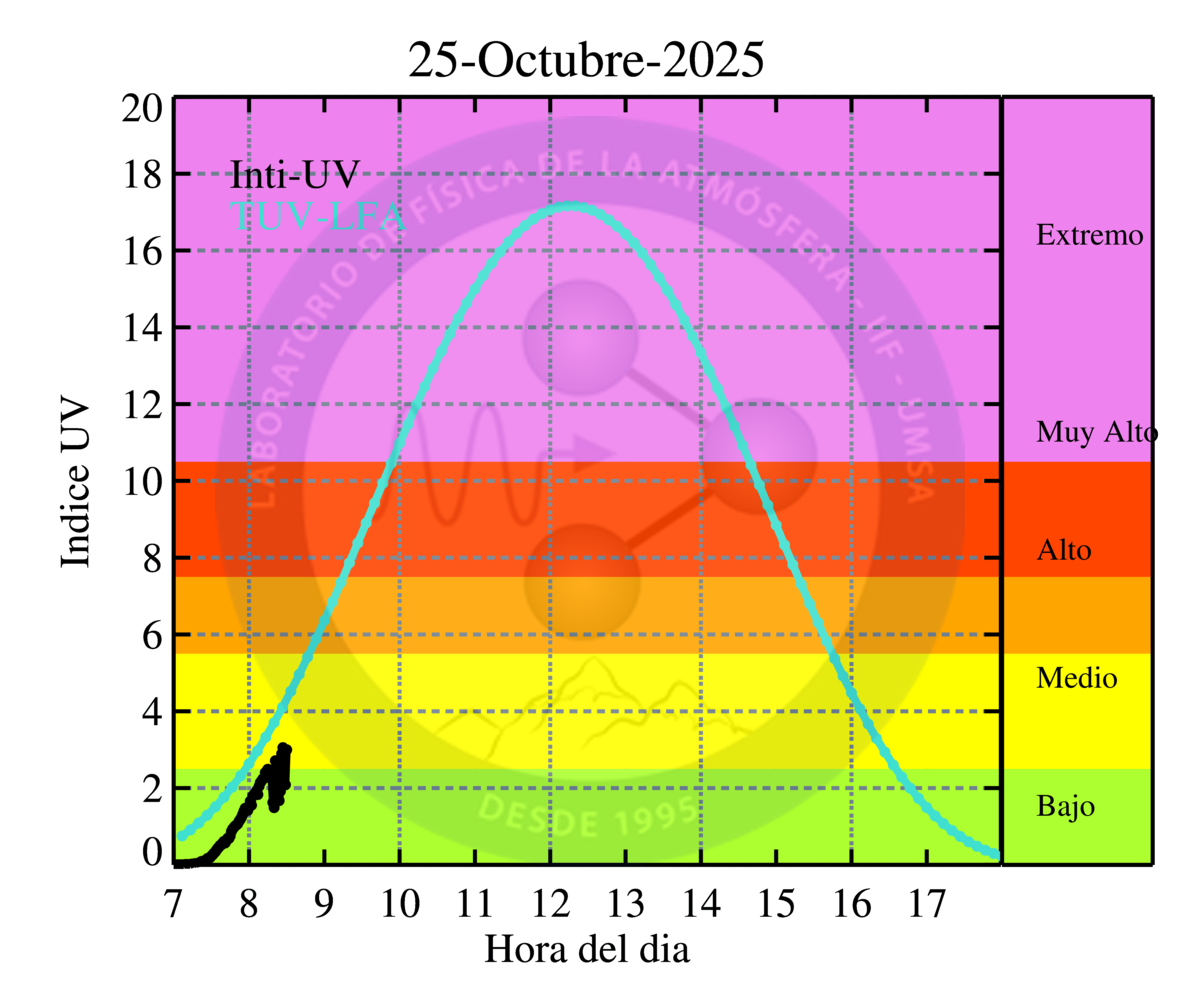 25-Octubre-2025
Inti-UV
TUV-LFA
LABORATORIO DE FÍSICA DE LA ATMÓSFERA - IIF - UMSA
DESDE 1995
Indice UV
20
18
16
14
12
10
8
6
4
2
0
Extremo
Muy Alto
Alto
Medio
Bajo
7 8 9 10 11 12 13 14 15 16 17
Hora del dia